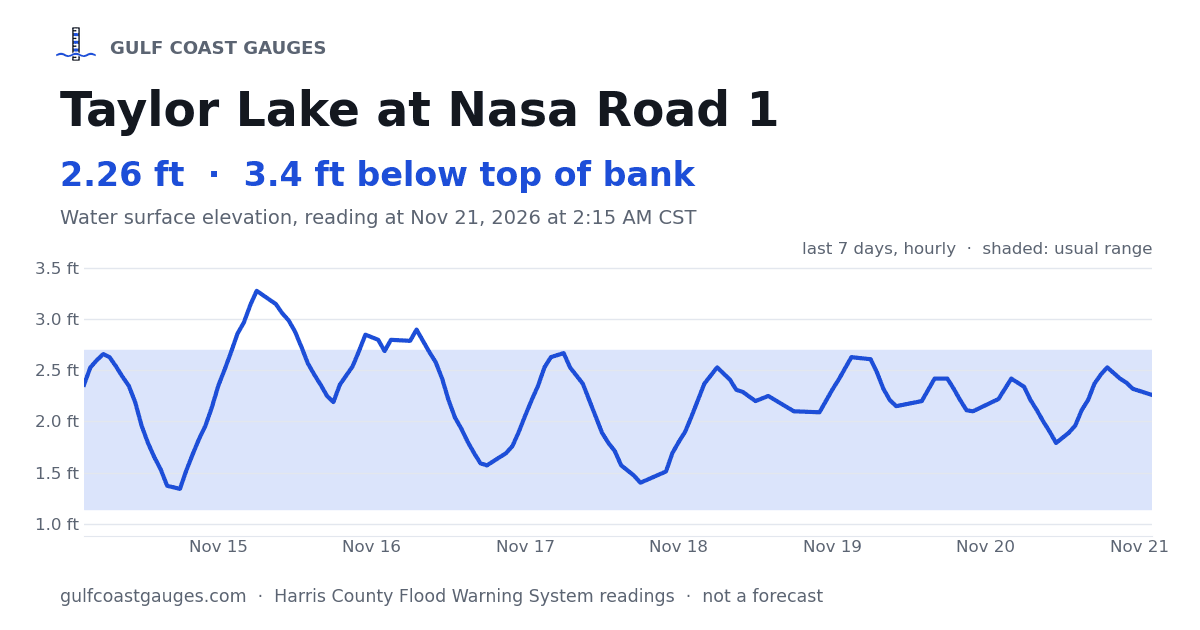 GULF COAST GAUGES
Taylor Lake at Nasa Road 1
2.26 ft · 3.4 ft below top of bank
Water surface elevation, reading at Nov 21, 2026 at 2:15 AM CST
last 7 days, hourly · shaded: usual range
3.5 ft
3.0 ft
2.5 ft
2.0 ft
1.5 ft
1.0 ft
Nov 15 Nov 16 Nov 17 Nov 18 Nov 19 Nov 20 Nov 21
gulfcoastgauges.com · Harris County Flood Warning System readings · not a forecast